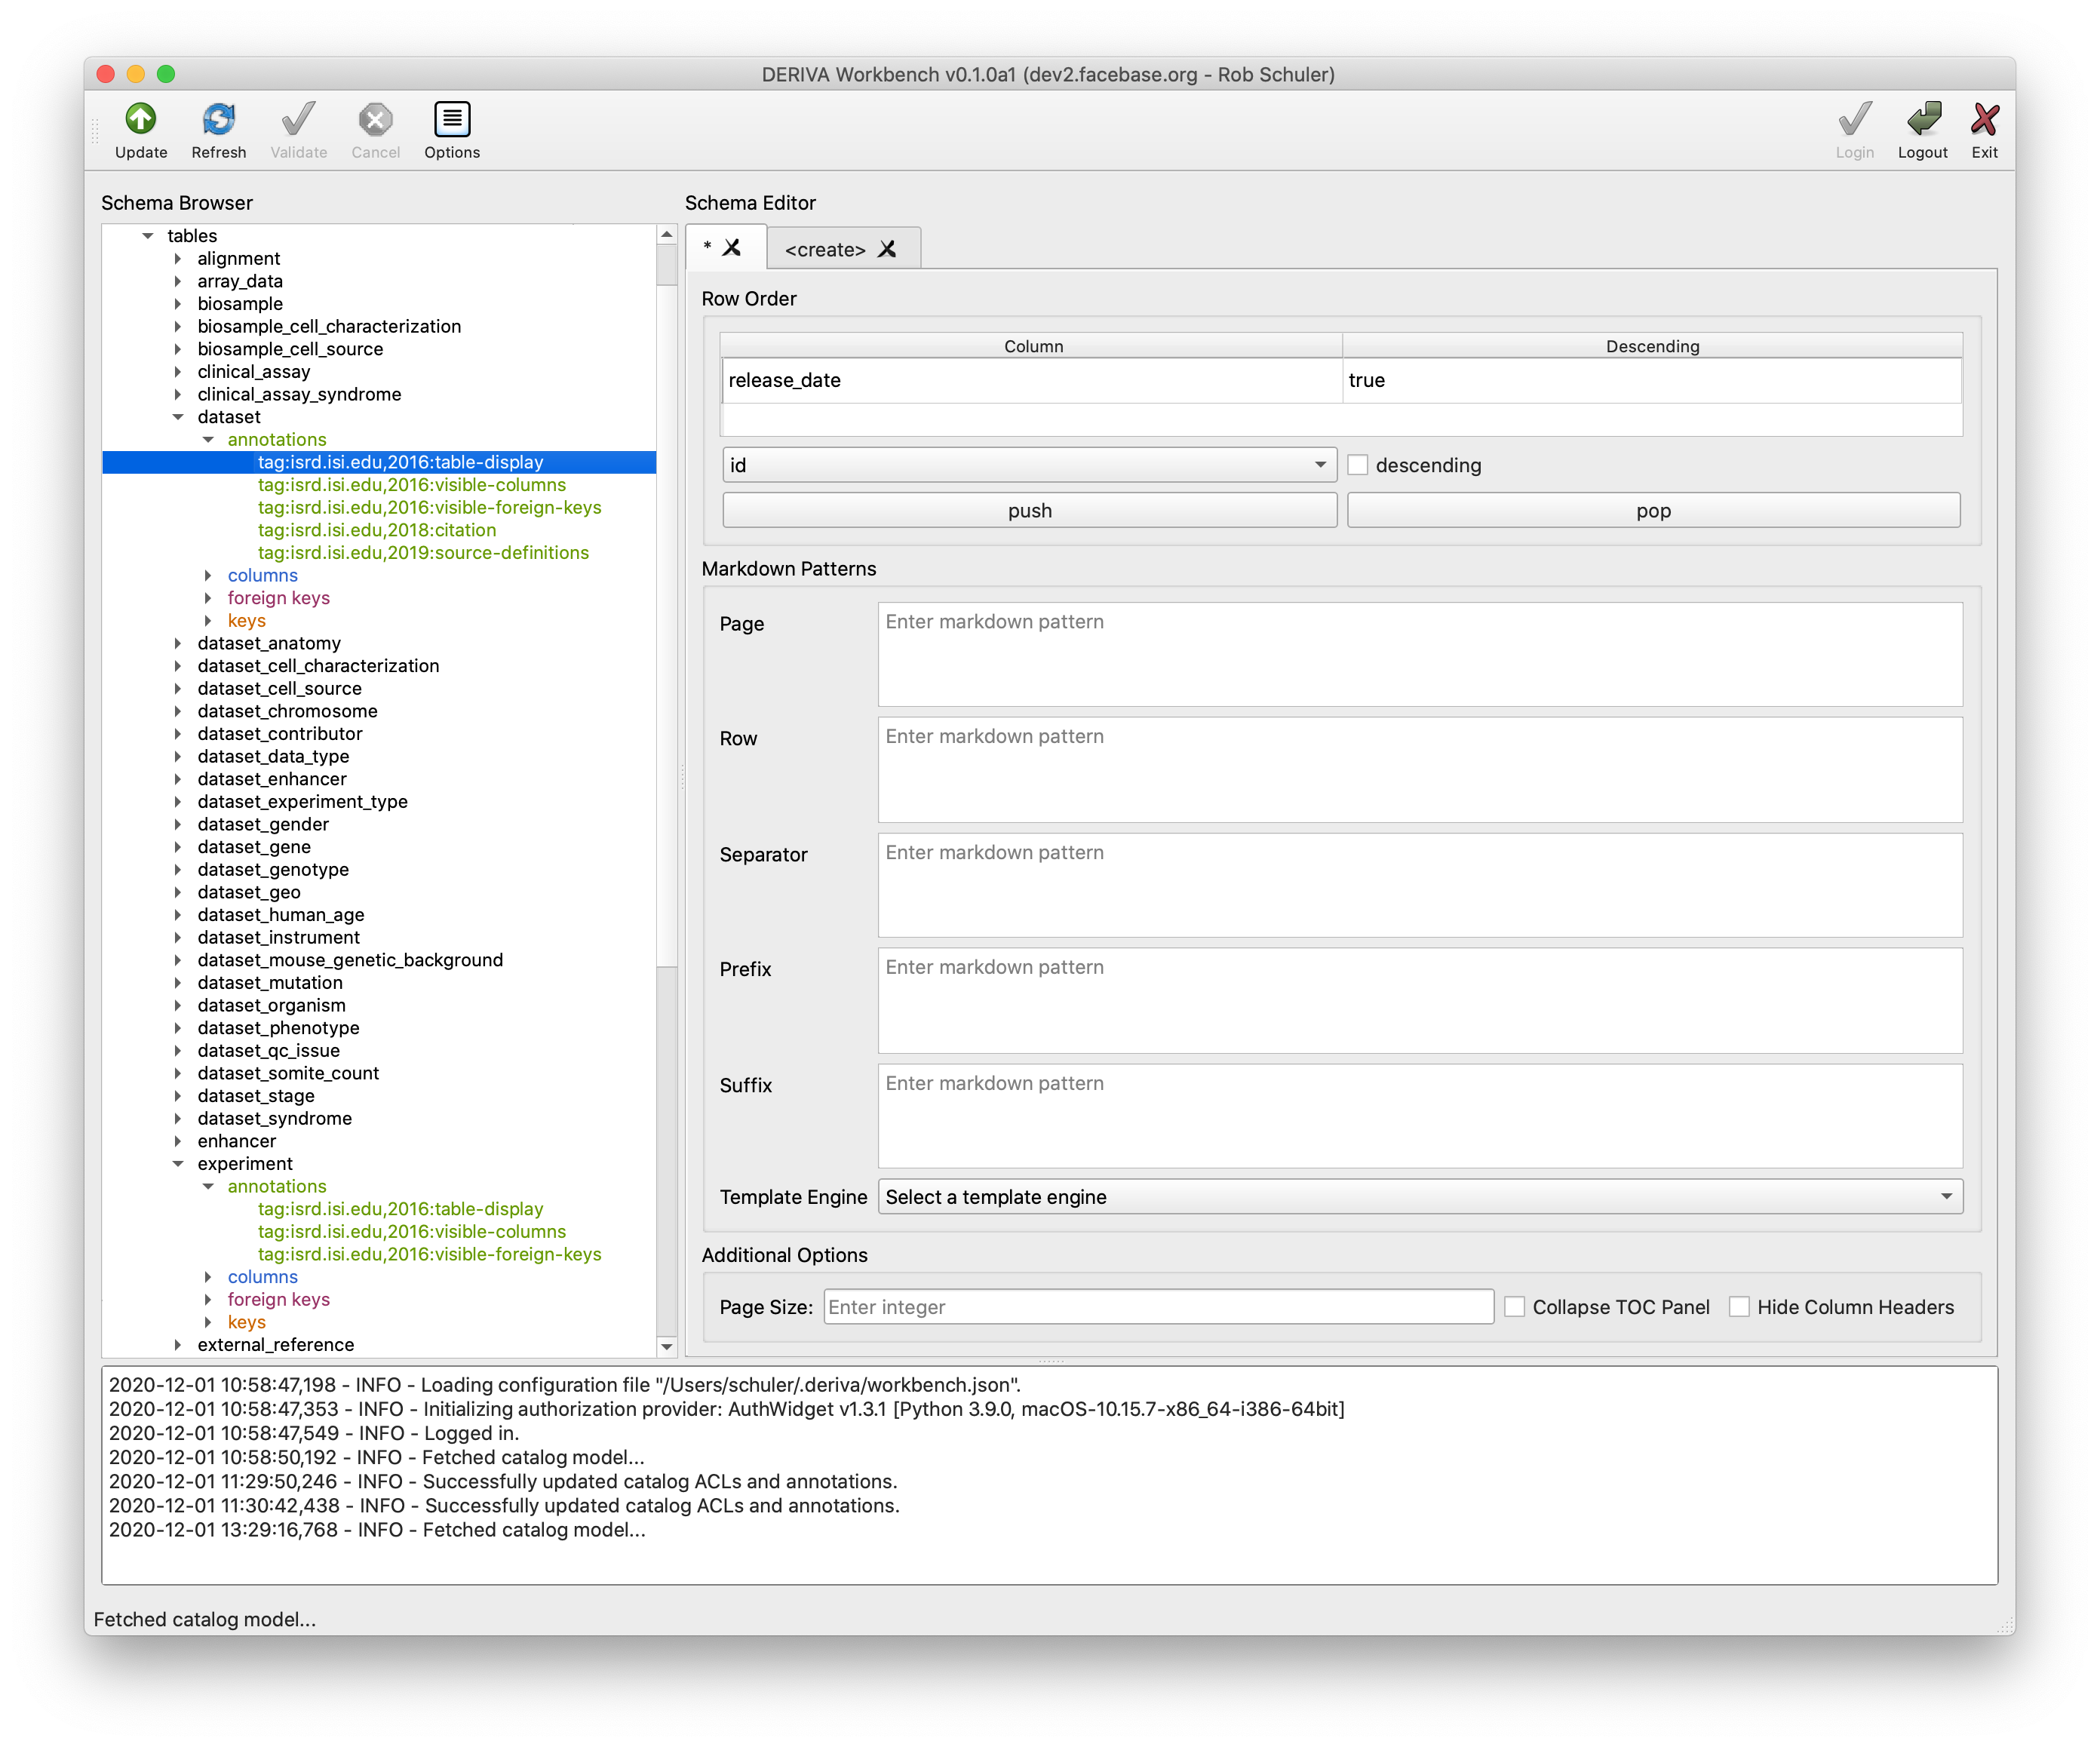 DERIVA Workbench v0.1.0a1 (dev2.facebase.org - Rob Schuler)
Update Refresh Validate Cancel Options Login Logout Exit
Schema Browser
tables
alignment
array_data
biosample
biosample_cell_characterization
biosample_cell_source
clinical_assay
clinical_assay_syndrome
dataset
annotations
tag:isrd.isi.edu,2016:table-display
tag:isrd.isi.edu,2016:visible-columns
tag:isrd.isi.edu,2016:visible-foreign-keys
tag:isrd.isi.edu,2018:citation
tag:isrd.isi.edu,2019:source-definitions
columns
foreign keys
keys
dataset_anatomy
dataset_cell_characterization
dataset_cell_source
dataset_chromosome
dataset_contributor
dataset_data_type
dataset_enhancer
dataset_experiment_type
dataset_gender
dataset_gene
dataset_genotype
dataset_geo
dataset_human_age
dataset_instrument
dataset_mouse_genetic_background
dataset_mutation
dataset_organism
dataset_phenotype
dataset_qc_issue
dataset_somite_count
dataset_stage
dataset_syndrome
enhancer
experiment
annotations
tag:isrd.isi.edu,2016:table-display
tag:isrd.isi.edu,2016:visible-columns
tag:isrd.isi.edu,2016:visible-foreign-keys
columns
foreign keys
keys
external_reference
Schema Editor
* <create>
Row Order
Column Descending
release_date true
id descending
push pop
Markdown Patterns
Page Enter markdown pattern
Row Enter markdown pattern
Separator Enter markdown pattern
Prefix Enter markdown pattern
Suffix Enter markdown pattern
Template Engine Select a template engine
Additional Options
Page Size: Enter integer Collapse TOC Panel Hide Column Headers
2020-12-01 10:58:47,198 - INFO - Loading configuration file "/Users/schuler/.deriva/workbench.json".
2020-12-01 10:58:47,353 - INFO - Initializing authorization provider: AuthWidget v1.3.1 [Python 3.9.0, macOS-10.15.7-x86_64-i386-64bit]
2020-12-01 10:58:47,549 - INFO - Logged in.
2020-12-01 10:58:50,192 - INFO - Fetched catalog model...
2020-12-01 11:29:50,246 - INFO - Successfully updated catalog ACLs and annotations.
2020-12-01 11:30:42,438 - INFO - Successfully updated catalog ACLs and annotations.
2020-12-01 13:29:16,768 - INFO - Fetched catalog model...
Fetched catalog model...